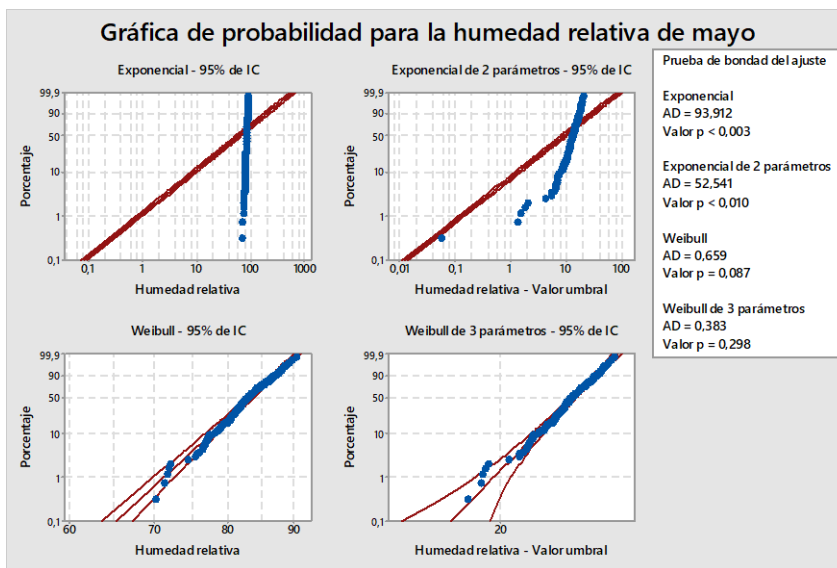 Gráfica de probabilidad para la humedad relativa de mayo
Exponencial - 95% de IC
99,9
90
50
10
1
0,1
Porcentaje
0,1 1 10 100 1000
Humedad relativa
Exponencial de 2 parámetros - 95% de IC
99,9
90
50
10
1
0,1
Porcentaje
0,01 0,1 1 10 100
Humedad relativa - Valor umbral
Weibull - 95% de IC
99,9
90
50
10
1
0,1
Porcentaje
60 70 80 90
Humedad relativa
Weibull de 3 parámetros - 95% de IC
99,9
90
50
10
1
0,1
Porcentaje
20
Humedad relativa - Valor umbral
Prueba de bondad del ajuste
Exponencial
AD = 93,912
Valor p < 0,003
Exponencial de 2 parámetros
AD = 52,541
Valor p < 0,010
Weibull
AD = 0,659
Valor p = 0,087
Weibull de 3 parámetros
AD = 0,383
Valor p = 0,298